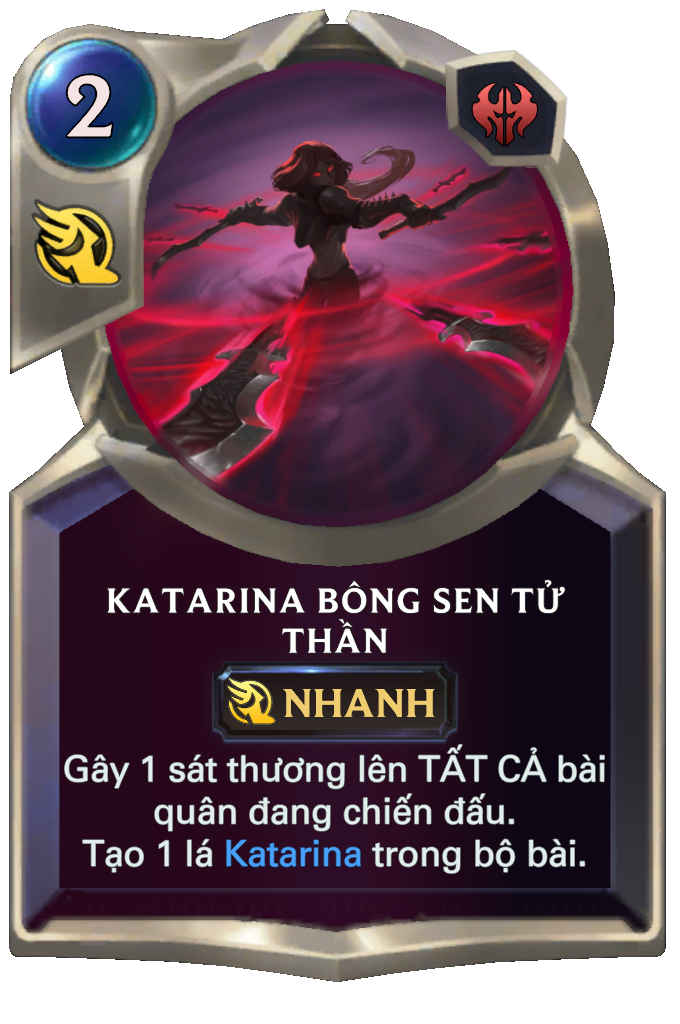 2
KATARINA BÔNG SEN TỬ
THẦN
NHANH
Gây 1 sát thương lên TẤT CẢ bài
quân đang chiến đấu.
Tạo 1 lá Katarina trong bộ bài.